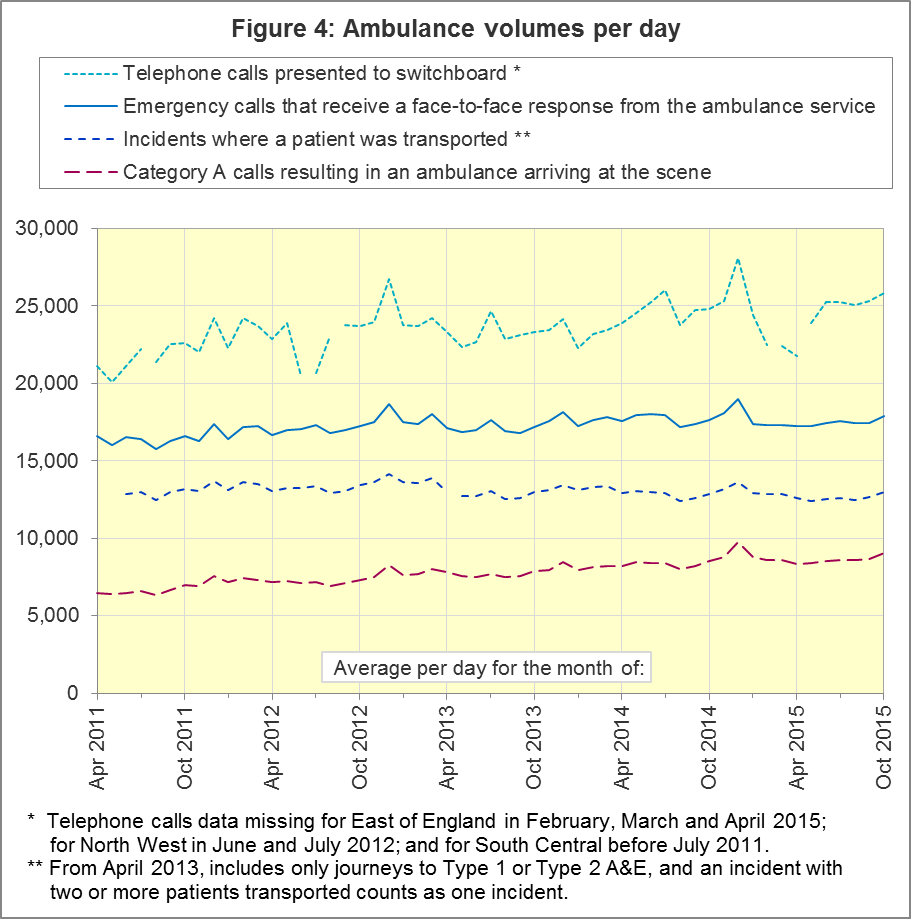 Figure 4: Ambulance volumes per day
Telephone calls presented to switchboard *
Emergency calls that receive a face-to-face response from the ambulance service
Incidents where a patient was transported **
Category A calls resulting in an ambulance arriving at the scene
30,000
25,000
20,000
15,000
10,000
5,000
0
Average per day for the month of:
Apr 2011
Oct 2011
Apr 2012
Oct 2012
Apr 2013
Oct 2013
Apr 2014
Oct 2014
Apr 2015
Oct 2015
* Telephone calls data missing for East of England in February, March and April 2015;
for North West in June and July 2012; and for South Central before July 2011.
** From April 2013, includes only journeys to Type 1 or Type 2 A&E, and an incident with
two or more patients transported counts as one incident.